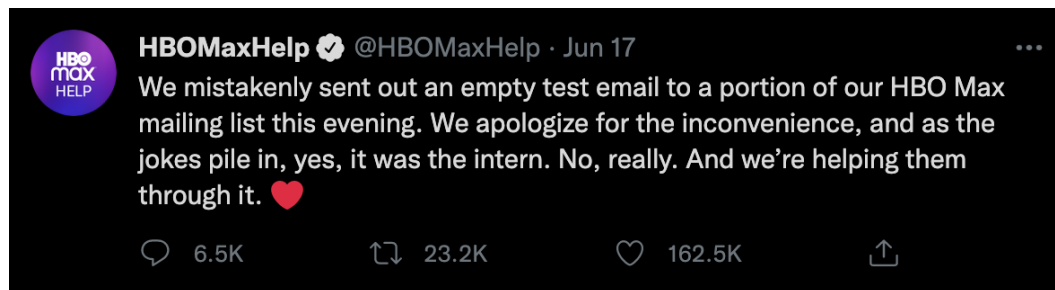 HBO
max
HELP
HBOMaxHelp @HBOMaxHelp · Jun 17
We mistakenly sent out an empty test email to a portion of our HBO Max
mailing list this evening. We apologize for the inconvenience, and as the
jokes pile in, yes, it was the intern. No, really. And we’re helping them
through it. ❤️
6.5K 23.2K 162.5K